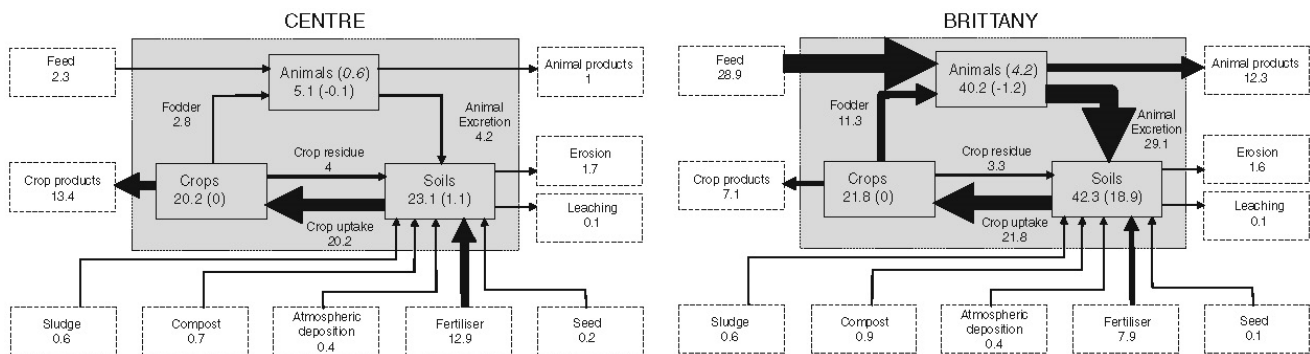 CENTRE
Feed
2.3
Animals (0.6)
5.1 (-0.1)
Animal products
1
Fodder
2.8
Animal
Excretion
4.2
Crop products
13.4
Crops
20.2 (0)
Crop residue
4
Soils
23.1 (1.1)
Erosion
1.7
Leaching
0.1
Crop uptake
20.2
Sludge
0.6
Compost
0.7
Atmospheric
deposition
0.4
Fertiliser
12.9
Seed
0.2
BRITTANY
Feed
28.9
Animals (4.2)
40.2 (-1.2)
Animal products
12.3
Fodder
11.3
Animal
Excretion
29.1
Crop products
7.1
Crops
21.8 (0)
Crop residue
3.3
Soils
42.3 (18.9)
Erosion
1.6
Leaching
0.1
Crop uptake
21.8
Sludge
0.6
Compost
0.9
Atmospheric
deposition
0.4
Fertiliser
7.9
Seed
0.1